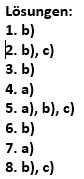 Lösungen:
1. b)
2. b), c)
3. b)
4. a)
5. a), b), c)
6. b)
7. a)
8. b), c)